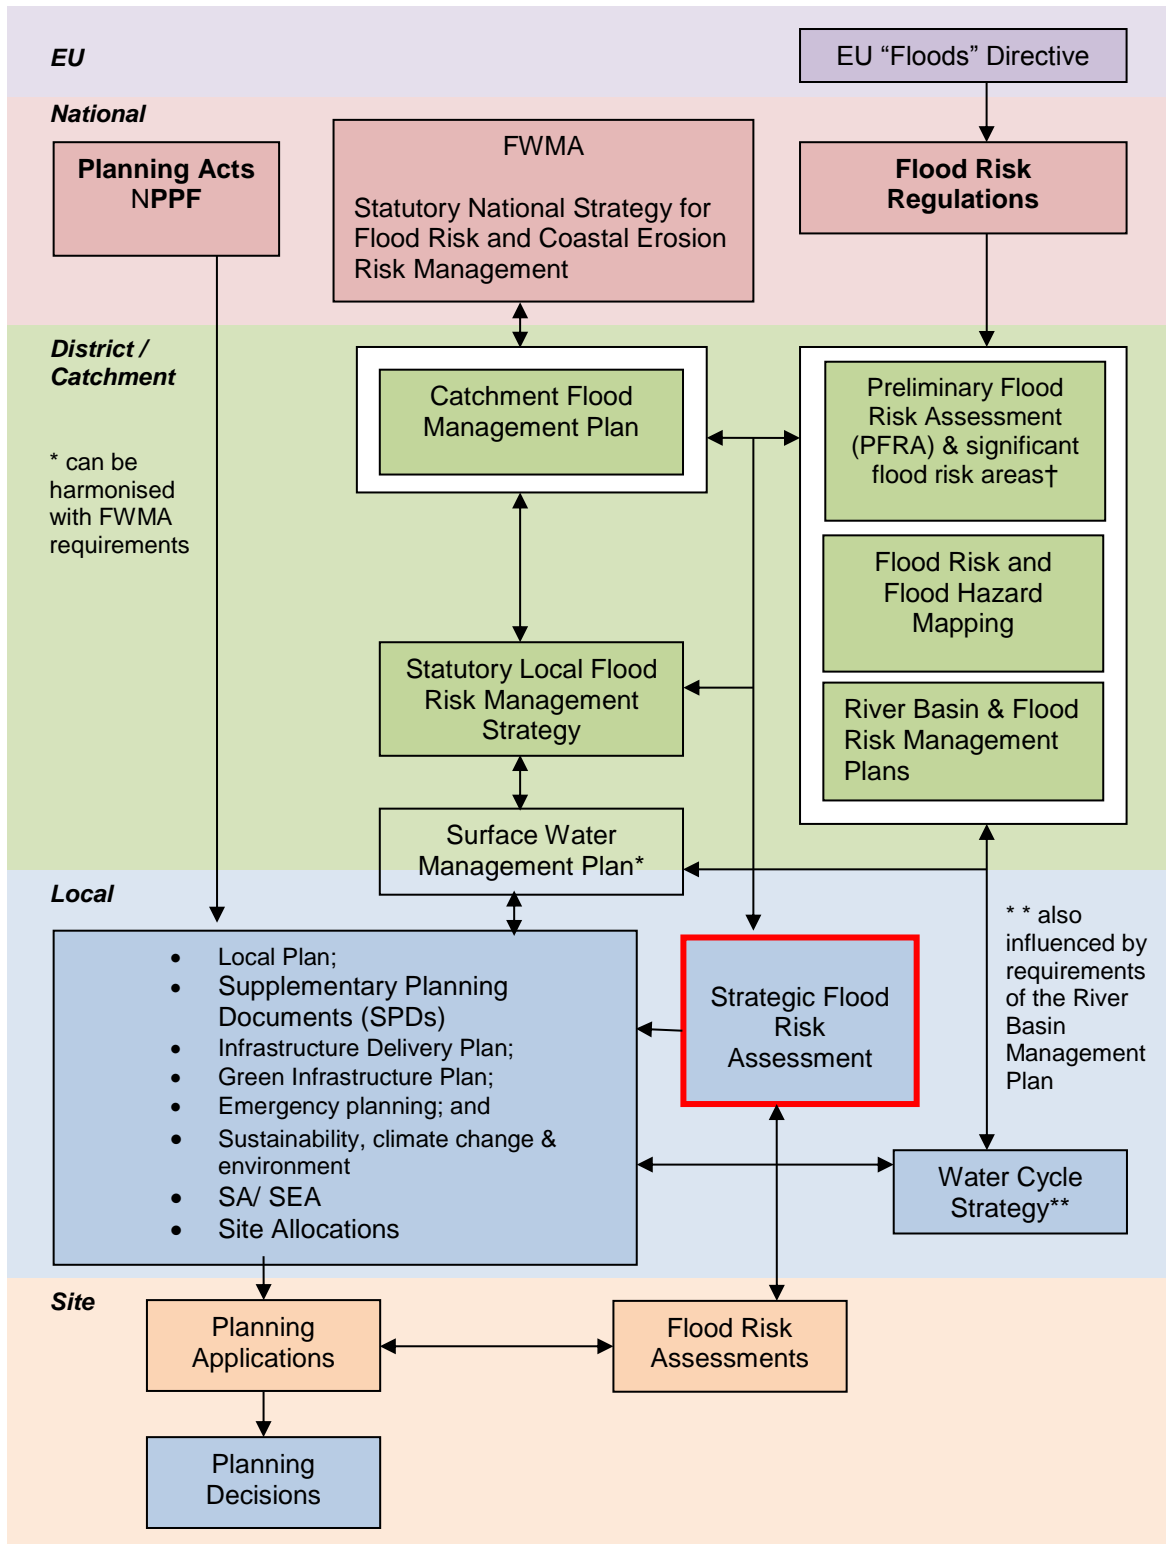 EU
EU “Floods” Directive
National
Planning Acts
NPPF
FWMA
Statutory National Strategy for
Flood Risk and Coastal Erosion
Risk Management
Flood Risk
Regulations
District /
Catchment
* can be
harmonised
with FWMA
requirements
Catchment Flood
Management Plan
Preliminary Flood
Risk Assessment
(PFRA) & significant
flood risk areas†
Flood Risk and
Flood Hazard
Mapping
River Basin & Flood
Risk Management
Plans
Statutory Local Flood
Risk Management
Strategy
Surface Water
Management Plan*
Local
• Local Plan;
• Supplementary Planning
Documents (SPDs)
• Infrastructure Delivery Plan;
• Green Infrastructure Plan;
• Emergency planning; and
• Sustainability, climate change &
environment
• SA/ SEA
• Site Allocations
Strategic Flood
Risk
Assessment
* * also
influenced by
requirements
of the River
Basin
Management
Plan
Water Cycle
Strategy**
Site
Planning
Applications
Flood Risk
Assessments
Planning
Decisions